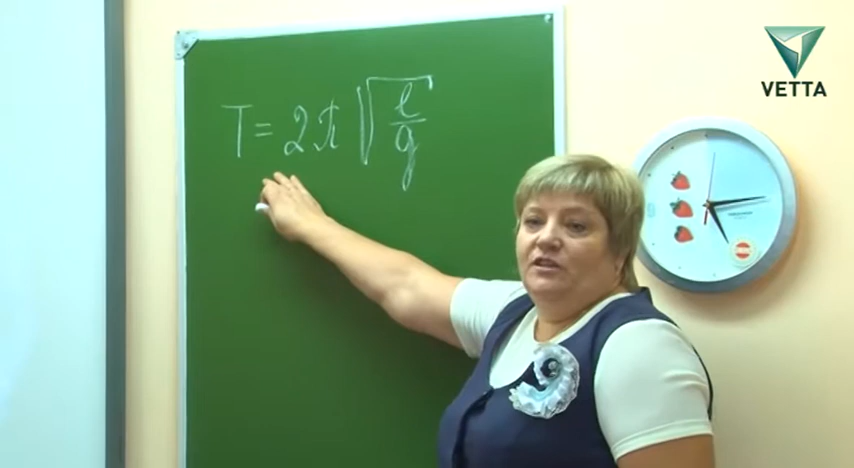 VETTA
T = 2π√(ℓ/g)